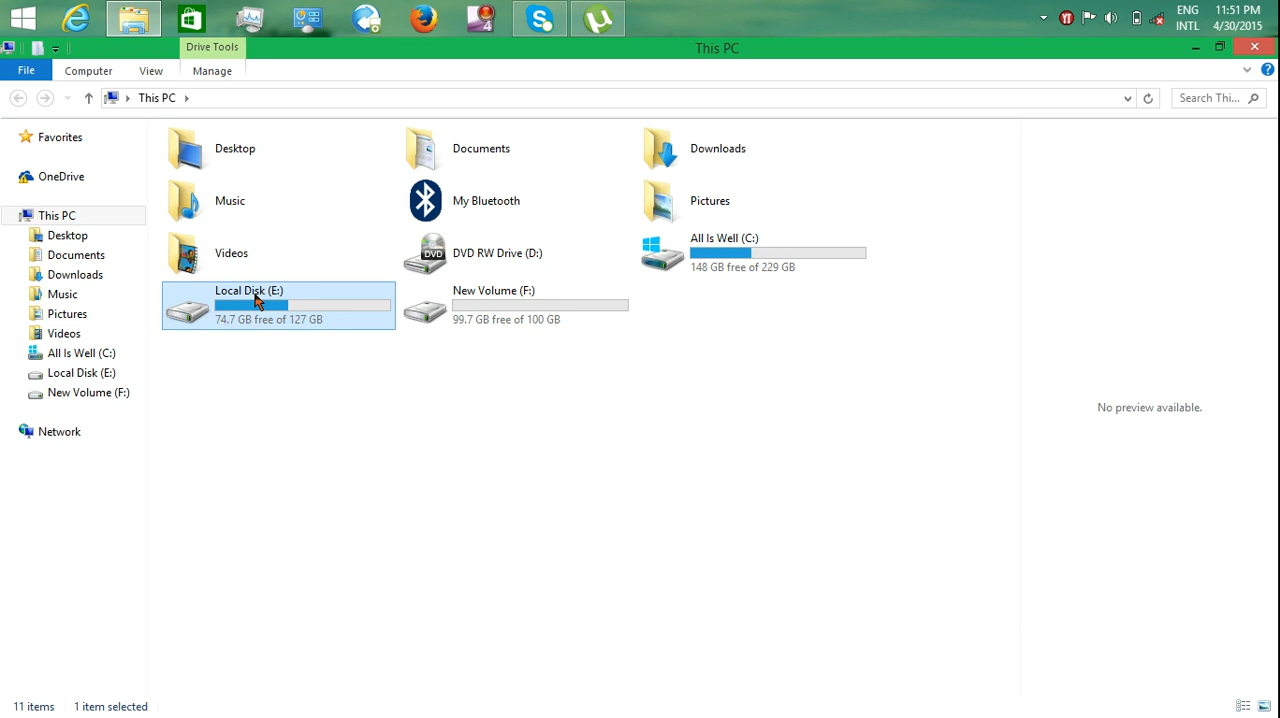 ENG 11:51 PM
INTL 4/30/2015
Drive Tools
This PC
File Computer View Manage
This PC
Search Thi...
Favorites
OneDrive
This PC
Desktop
Documents
Downloads
Music
Pictures
Videos
All Is Well (C:)
Local Disk (E:)
New Volume (F:)
Network
Desktop
Documents
Downloads
Music
My Bluetooth
Pictures
Videos
DVD
DVD RW Drive (D:)
All Is Well (C:)
148 GB free of 229 GB
Local Disk (E:)
74.7 GB free of 127 GB
New Volume (F:)
99.7 GB free of 100 GB
No preview available.
11 items 1 item selected